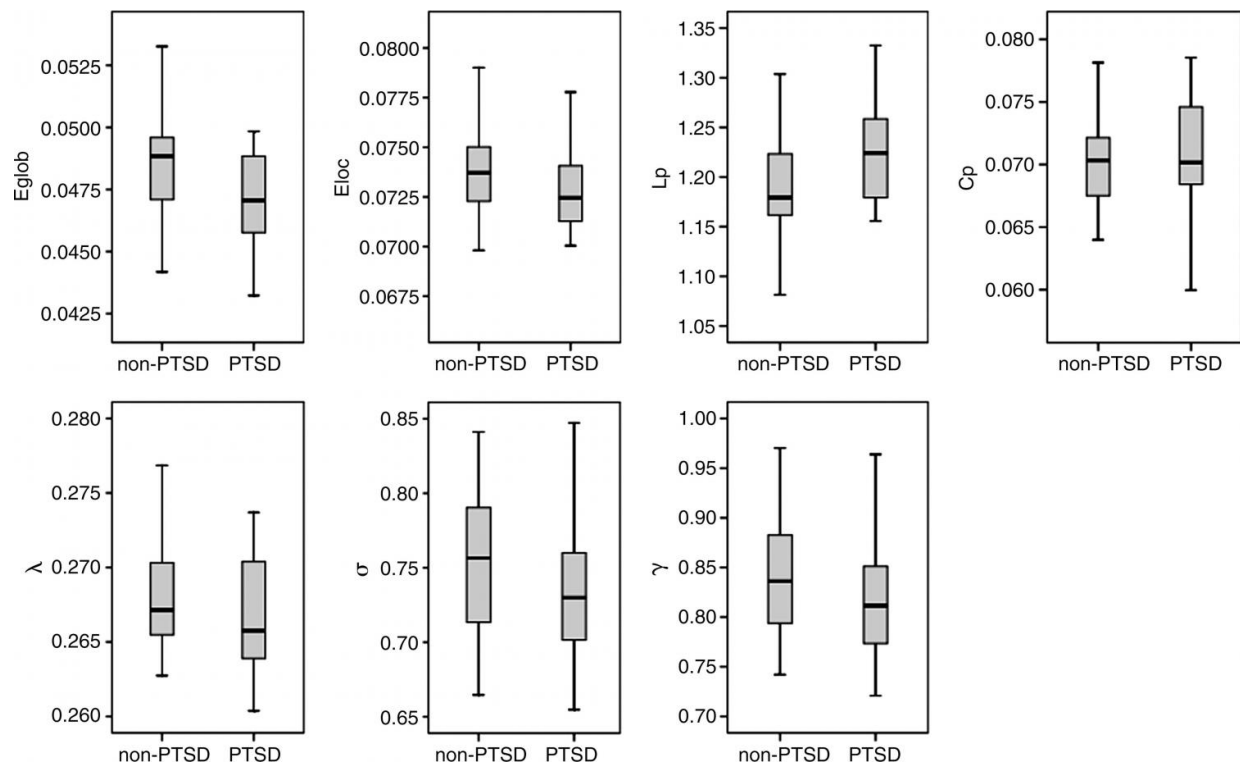 Eglob
0.0525
0.0500
0.0475
0.0450
0.0425
non-PTSD PTSD
Eloc
0.0800
0.0775
0.0750
0.0725
0.0700
0.0675
non-PTSD PTSD
Lp
1.35
1.30
1.25
1.20
1.15
1.10
1.05
non-PTSD PTSD
Cp
0.080
0.075
0.070
0.065
0.060
non-PTSD PTSD
λ
0.280
0.275
0.270
0.265
0.260
non-PTSD PTSD
σ
0.85
0.80
0.75
0.70
0.65
non-PTSD PTSD
γ
1.00
0.95
0.90
0.85
0.80
0.75
0.70
non-PTSD PTSD